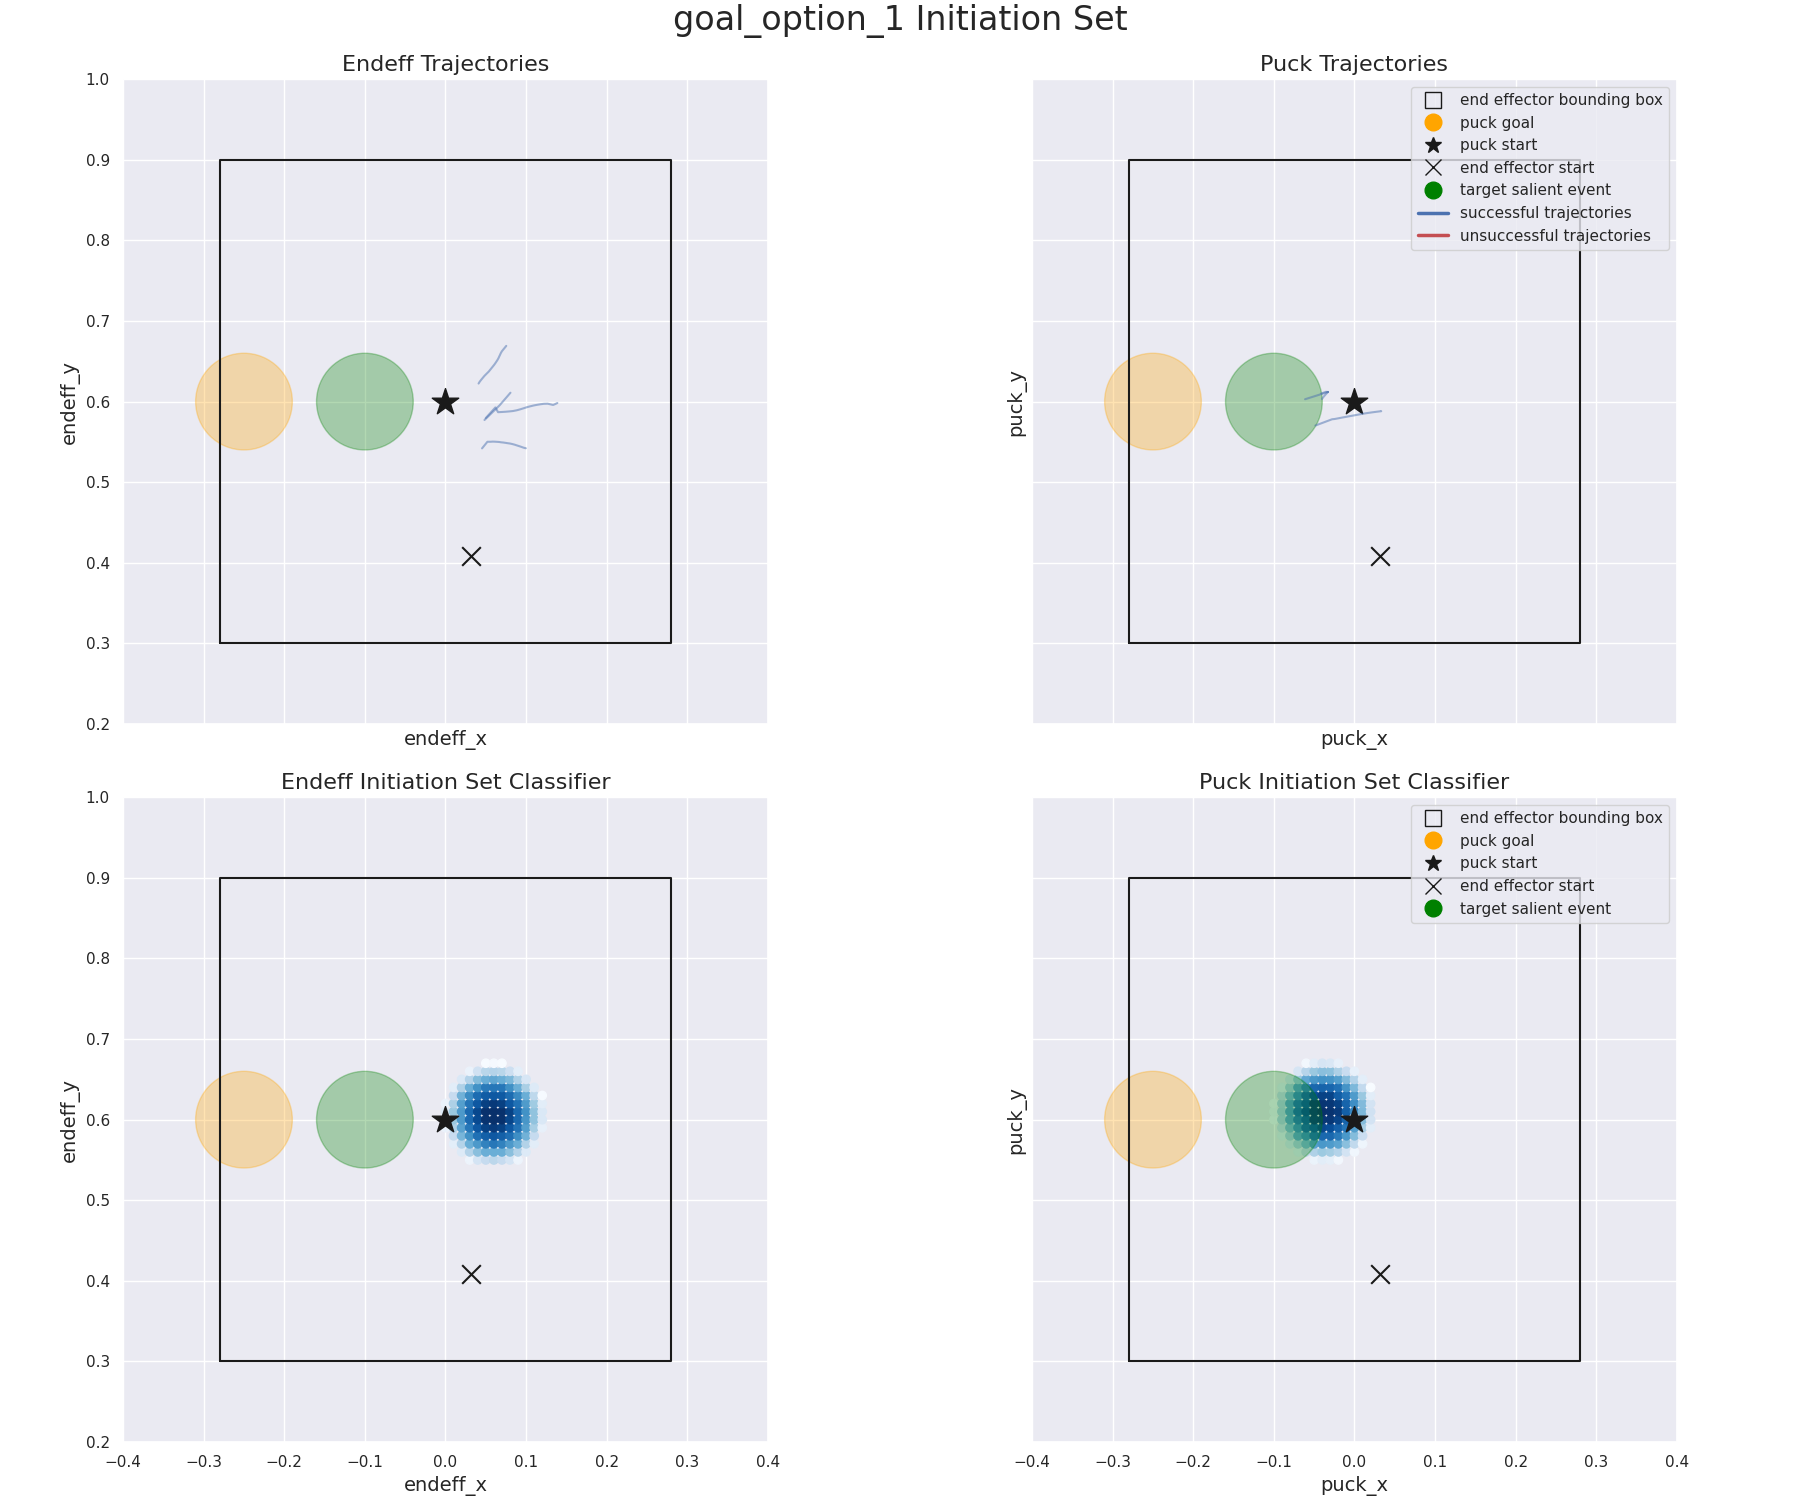 goal_option_1 Initiation Set
Endeff Trajectories
1.0
0.9
0.8
0.7
0.6
0.5
0.4
0.3
0.2
endeff_y
endeff_x
Puck Trajectories
end effector bounding box
puck goal
puck start
end effector start
target salient event
successful trajectories
unsuccessful trajectories
puck_y
puck_x
Endeff Initiation Set Classifier
1.0
0.9
0.8
0.7
0.6
0.5
0.4
0.3
0.2
endeff_y
−0.4 −0.3 −0.2 −0.1 0.0 0.1 0.2 0.3 0.4
endeff_x
Puck Initiation Set Classifier
end effector bounding box
puck goal
puck start
end effector start
target salient event
puck_y
−0.4 −0.3 −0.2 −0.1 0.0 0.1 0.2 0.3 0.4
puck_x